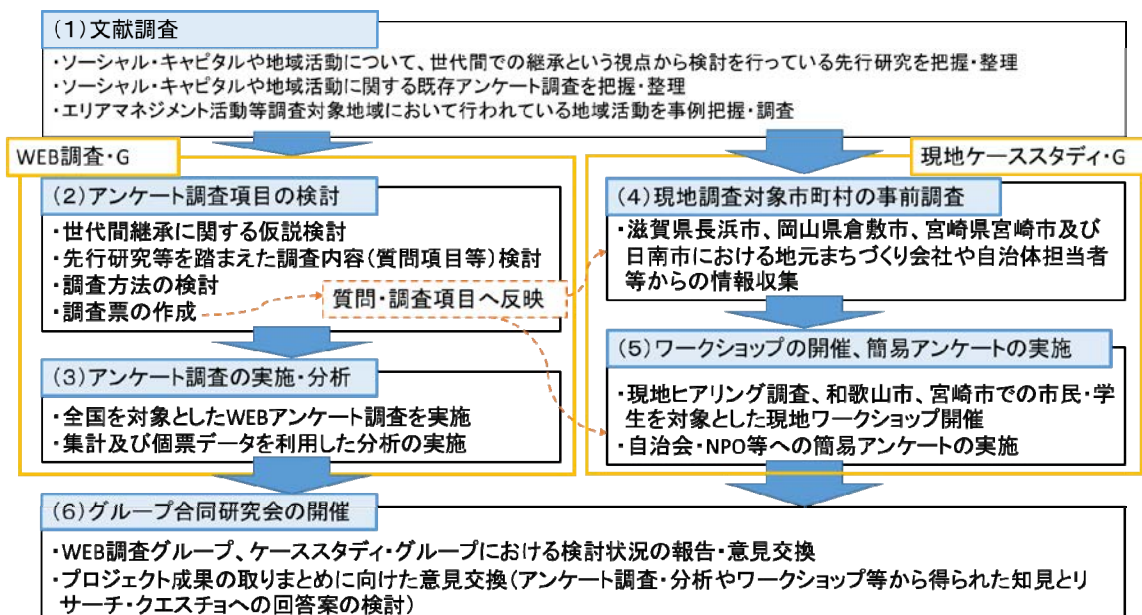 (1)文献調査
・ソーシャル・キャピタルや地域活動について、世代間での継承という視点から検討を行っている先行研究を把握・整理
・ソーシャル・キャピタルや地域活動に関する既存アンケート調査を把握・整理
・エリアマネジメント活動等調査対象地域において行われている地域活動を事例把握・調査
WEB調査・G
(2)アンケート調査項目の検討
・世代間継承に関する仮説検討
・先行研究等を踏まえた調査内容(質問項目等)検討
・調査方法の検討
・調査票の作成
質問・調査項目へ反映
(3)アンケート調査の実施・分析
・全国を対象としたWEBアンケート調査を実施
・集計及び個票データを利用した分析の実施
現地ケーススタディ・G
(4)現地調査対象市町村の事前調査
・滋賀県長浜市、岡山県倉敷市、宮崎県宮崎市及び
日南市における地元まちづくり会社や自治体担当者
等からの情報収集
(5)ワークショップの開催、簡易アンケートの実施
・現地ヒアリング調査、和歌山市、宮崎市での市民・学
生を対象とした現地ワークショップ開催
・自治会・NPO等への簡易アンケートの実施
(6)グループ合同研究会の開催
・WEB調査グループ、ケーススタディ・グループにおける検討状況の報告・意見交換
・プロジェクト成果の取りまとめに向けた意見交換(アンケート調査・分析やワークショップ等から得られた知見とリ
サーチ・クエスチョへの回答案の検討)